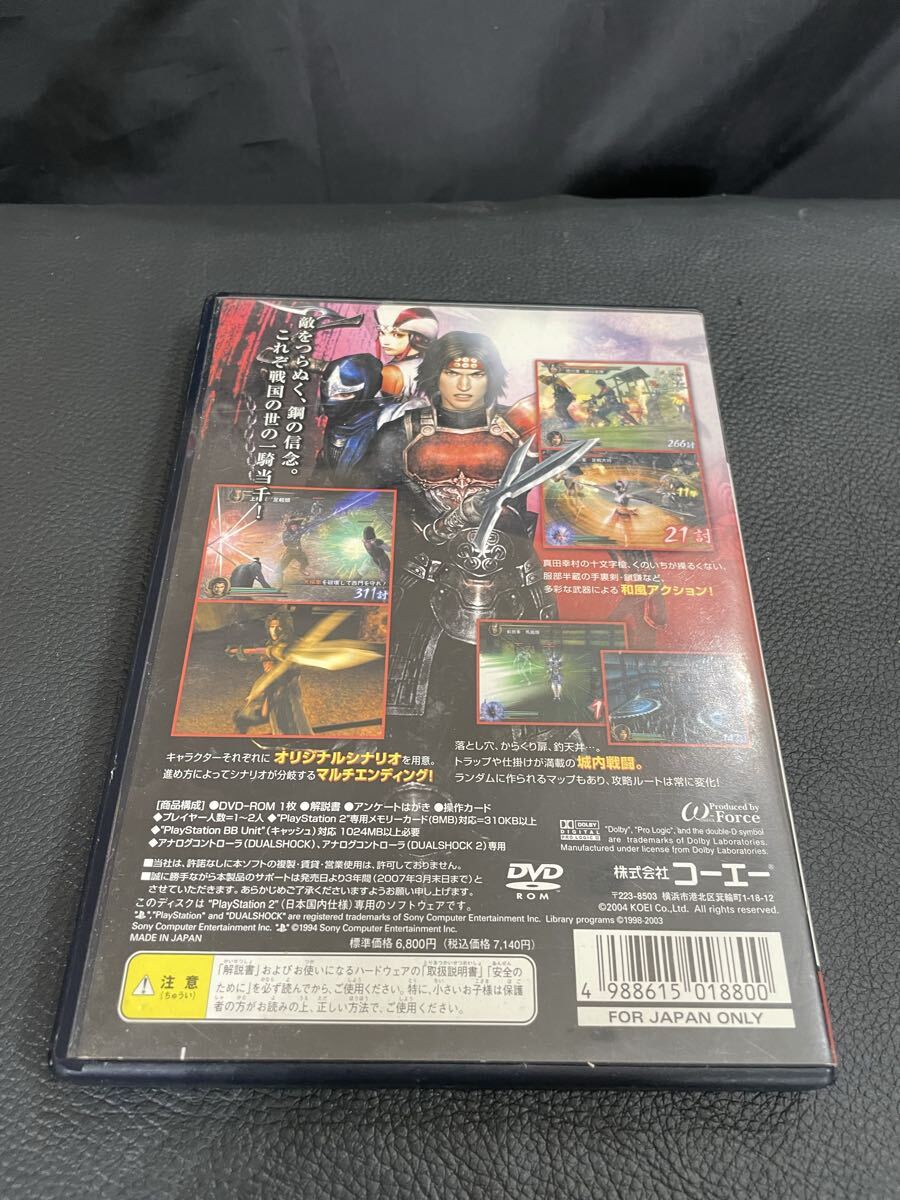 敵をつらぬく、鋼の信念。
これぞ戦国の世の一騎当千！
266討
11
21討
真田幸村の十文字槍、くのいちが操るくない、
服部半蔵の手裏剣・鎖鎌など、
多彩な武器による 和風アクション！
足軽頭
を破壊して西門を守れ！
311討
1
キャラクターそれぞれに オリジナルシナリオを用意。
進め方によってシナリオが分岐するマルチエンディング！
落とし穴、からくり扉、釣天井…。
トラップや仕掛けが満載の 城内戦闘。
ランダムに作られるマップもあり、攻略ルートは常に変化！
[商品構成] ●DVD-ROM 1枚 ●解説書 ●アンケートはがき ●操作カード
◆プレイヤー人数=1～2人 ◆"PlayStation 2"専用メモリーカード(8MB)対応=310KB以上
◆"PlayStation BB Unit"(キャッシュ)対応 1024MB以上必要
◆アナログコントローラ(DUALSHOCK)、アナログコントローラ(DUALSHOCK 2)専用
■当社は、許諾なしに本ソフトの複製・賃貸・営業使用は、許可しておりません。
■誠に勝手ながら本製品のサポートは発売日より3年間(2007年3月末日まで)と
させていただきます。あらかじめご了承くださいますようお願い申し上げます。
このディスクは "PlayStation 2"(日本国内仕様)専用のソフトウェアです。
"PlayStation" and "DUALSHOCK" are registered trademarks of Sony Computer Entertainment Inc. Library programs ©1998-2003
Sony Computer Entertainment Inc. ©1994 Sony Computer Entertainment Inc.
MADE IN JAPAN
標準価格 6,800円(税込価格 7,140円)
Produced by
ω-Force
DOLBY
DIGITAL
PRO LOGIC II
"Dolby", "Pro Logic", and the double-D symbol
are trademarks of Dolby Laboratories.
Manufactured under license from Dolby Laboratories.
DVD
ROM
株式会社 コーエー®
〒223-8503 横浜市港北区箕輪町1-18-12
©2004 KOEI Co.,Ltd. All rights reserved.
注意
(ちゅうい)
「解説書」およびお使いになるハードウェアの「取扱説明書」「安全の
ために」を必ず読んでから、ご使用ください。特に、小さいお子様は保護
者の方がお読みの上、正しい方法で、ご使用ください。
4 988615 018800
FOR JAPAN ONLY